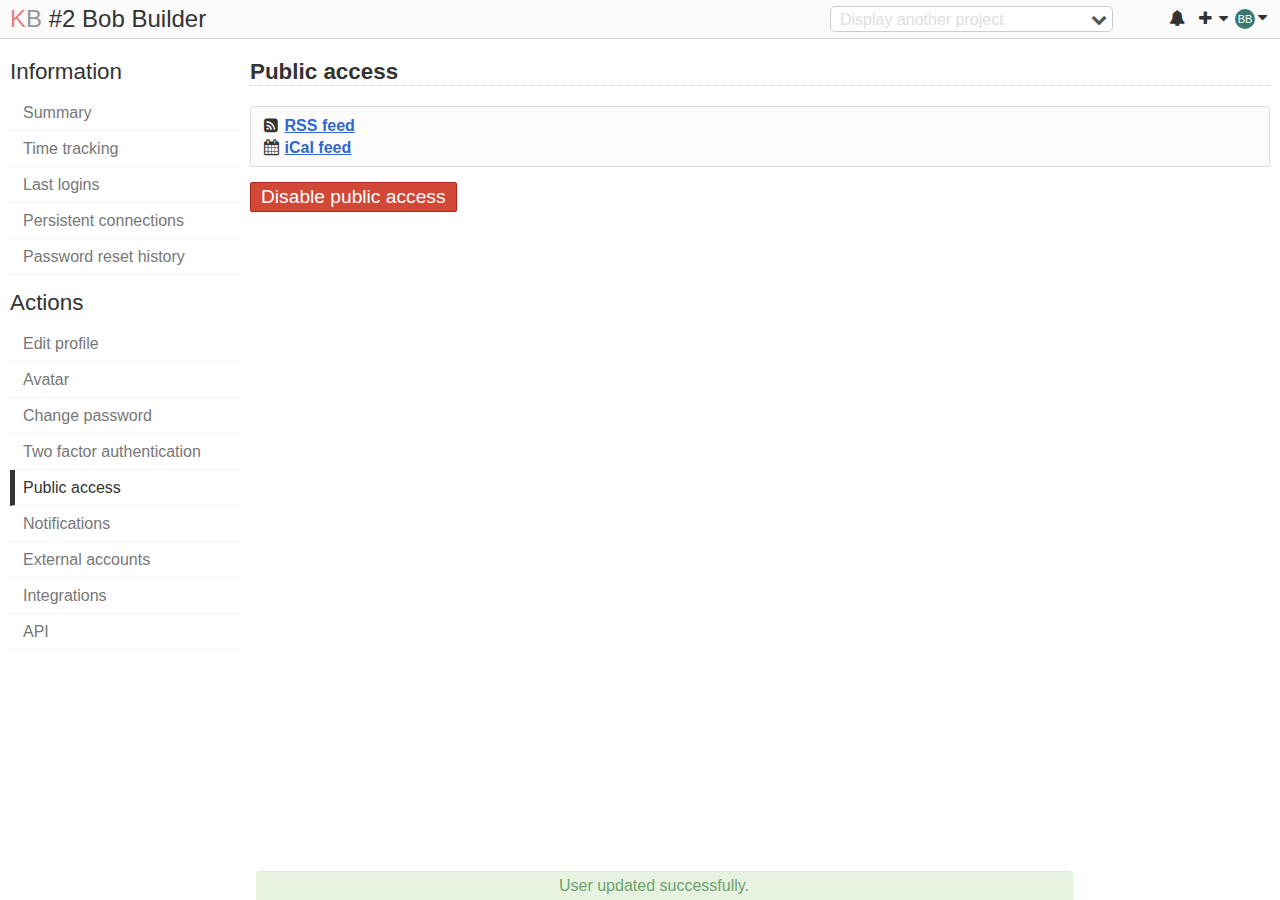 KB #2 Bob Builder
Display another project
BB
Information
Summary
Time tracking
Last logins
Persistent connections
Password reset history
Actions
Edit profile
Avatar
Change password
Two factor authentication
Public access
Notifications
External accounts
Integrations
API
Public access
RSS feed
iCal feed
Disable public access
User updated successfully.